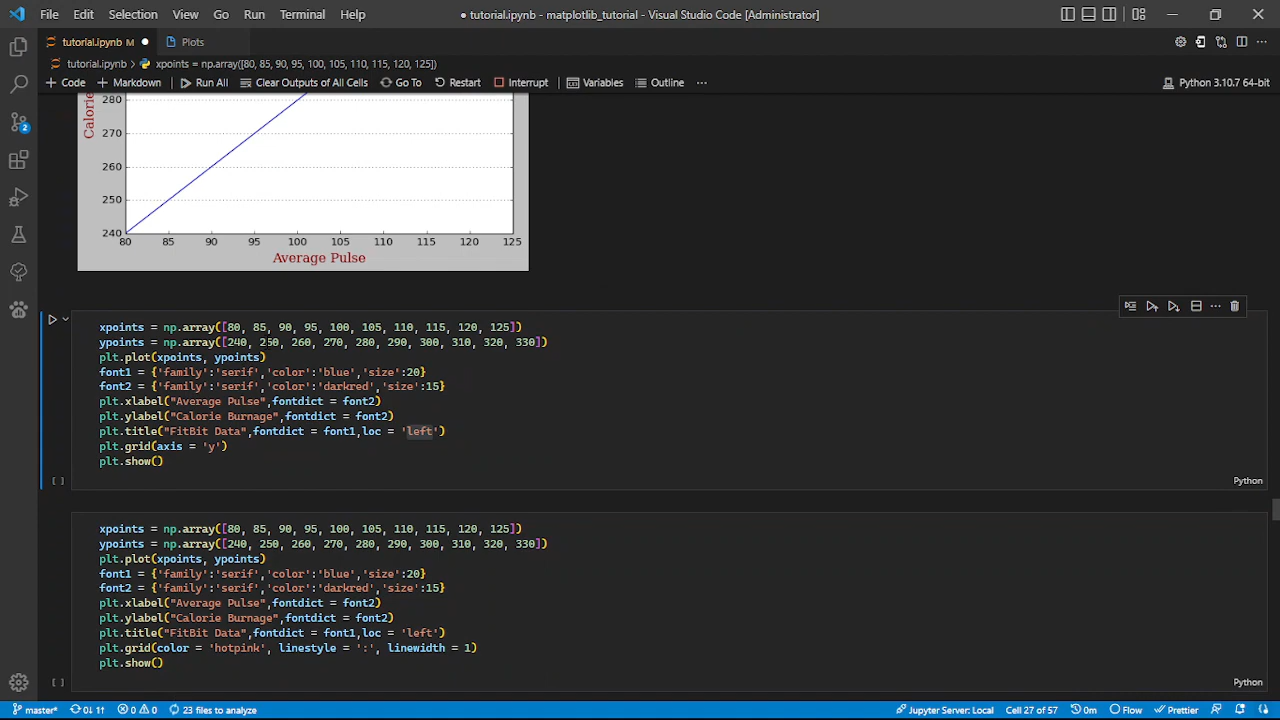 File Edit Selection View Go Run Terminal Help
● tutorial.ipynb - matplotlib_tutorial - Visual Studio Code [Administrator]
tutorial.ipynb M ● Plots
tutorial.ipynb > xpoints = np.array([80, 85, 90, 95, 100, 105, 110, 115, 120, 125])
+ Code + Markdown Run All Clear Outputs of All Cells Go To Restart Interrupt Variables Outline ··· Python 3.10.7 64-bit
280
270
260
250
240
Calorie
80 85 90 95 100 105 110 115 120 125
Average Pulse
xpoints = np.array([80, 85, 90, 95, 100, 105, 110, 115, 120, 125])
ypoints = np.array([240, 250, 260, 270, 280, 290, 300, 310, 320, 330])
plt.plot(xpoints, ypoints)
font1 = {'family':'serif','color':'blue','size':20}
font2 = {'family':'serif','color':'darkred','size':15}
plt.xlabel("Average Pulse",fontdict = font2)
plt.ylabel("Calorie Burnage",fontdict = font2)
plt.title("FitBit Data",fontdict = font1,loc = 'left')
plt.grid(axis = 'y')
plt.show()
[ ] Python
xpoints = np.array([80, 85, 90, 95, 100, 105, 110, 115, 120, 125])
ypoints = np.array([240, 250, 260, 270, 280, 290, 300, 310, 320, 330])
plt.plot(xpoints, ypoints)
font1 = {'family':'serif','color':'blue','size':20}
font2 = {'family':'serif','color':'darkred','size':15}
plt.xlabel("Average Pulse",fontdict = font2)
plt.ylabel("Calorie Burnage",fontdict = font2)
plt.title("FitBit Data",fontdict = font1,loc = 'left')
plt.grid(color = 'hotpink', linestyle = ':', linewidth = 1)
plt.show()
[ ] Python
2
master* 0↓ 1↑ 0 0 23 files to analyze Jupyter Server: Local Cell 27 of 57 0m Flow Prettier